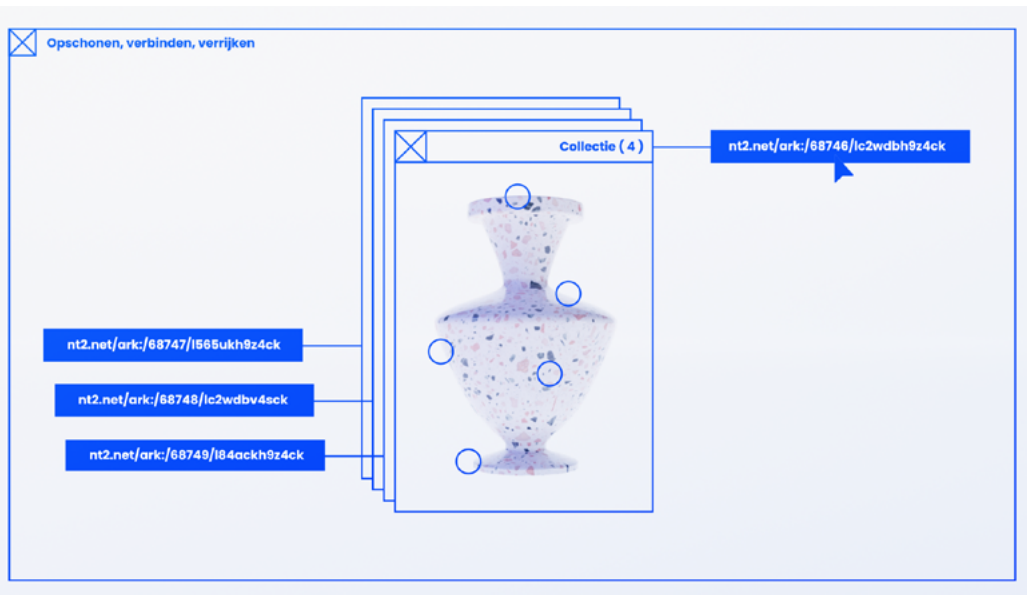 Opschonen, verbinden, verrijken
Collectie ( 4 )
nt2.net/ark:/68746/lc2wdbh9z4ck
nt2.net/ark:/68747/l565ukh9z4ck
nt2.net/ark:/68748/lc2wdbv4sck
nt2.net/ark:/68749/l84ackh9z4ck